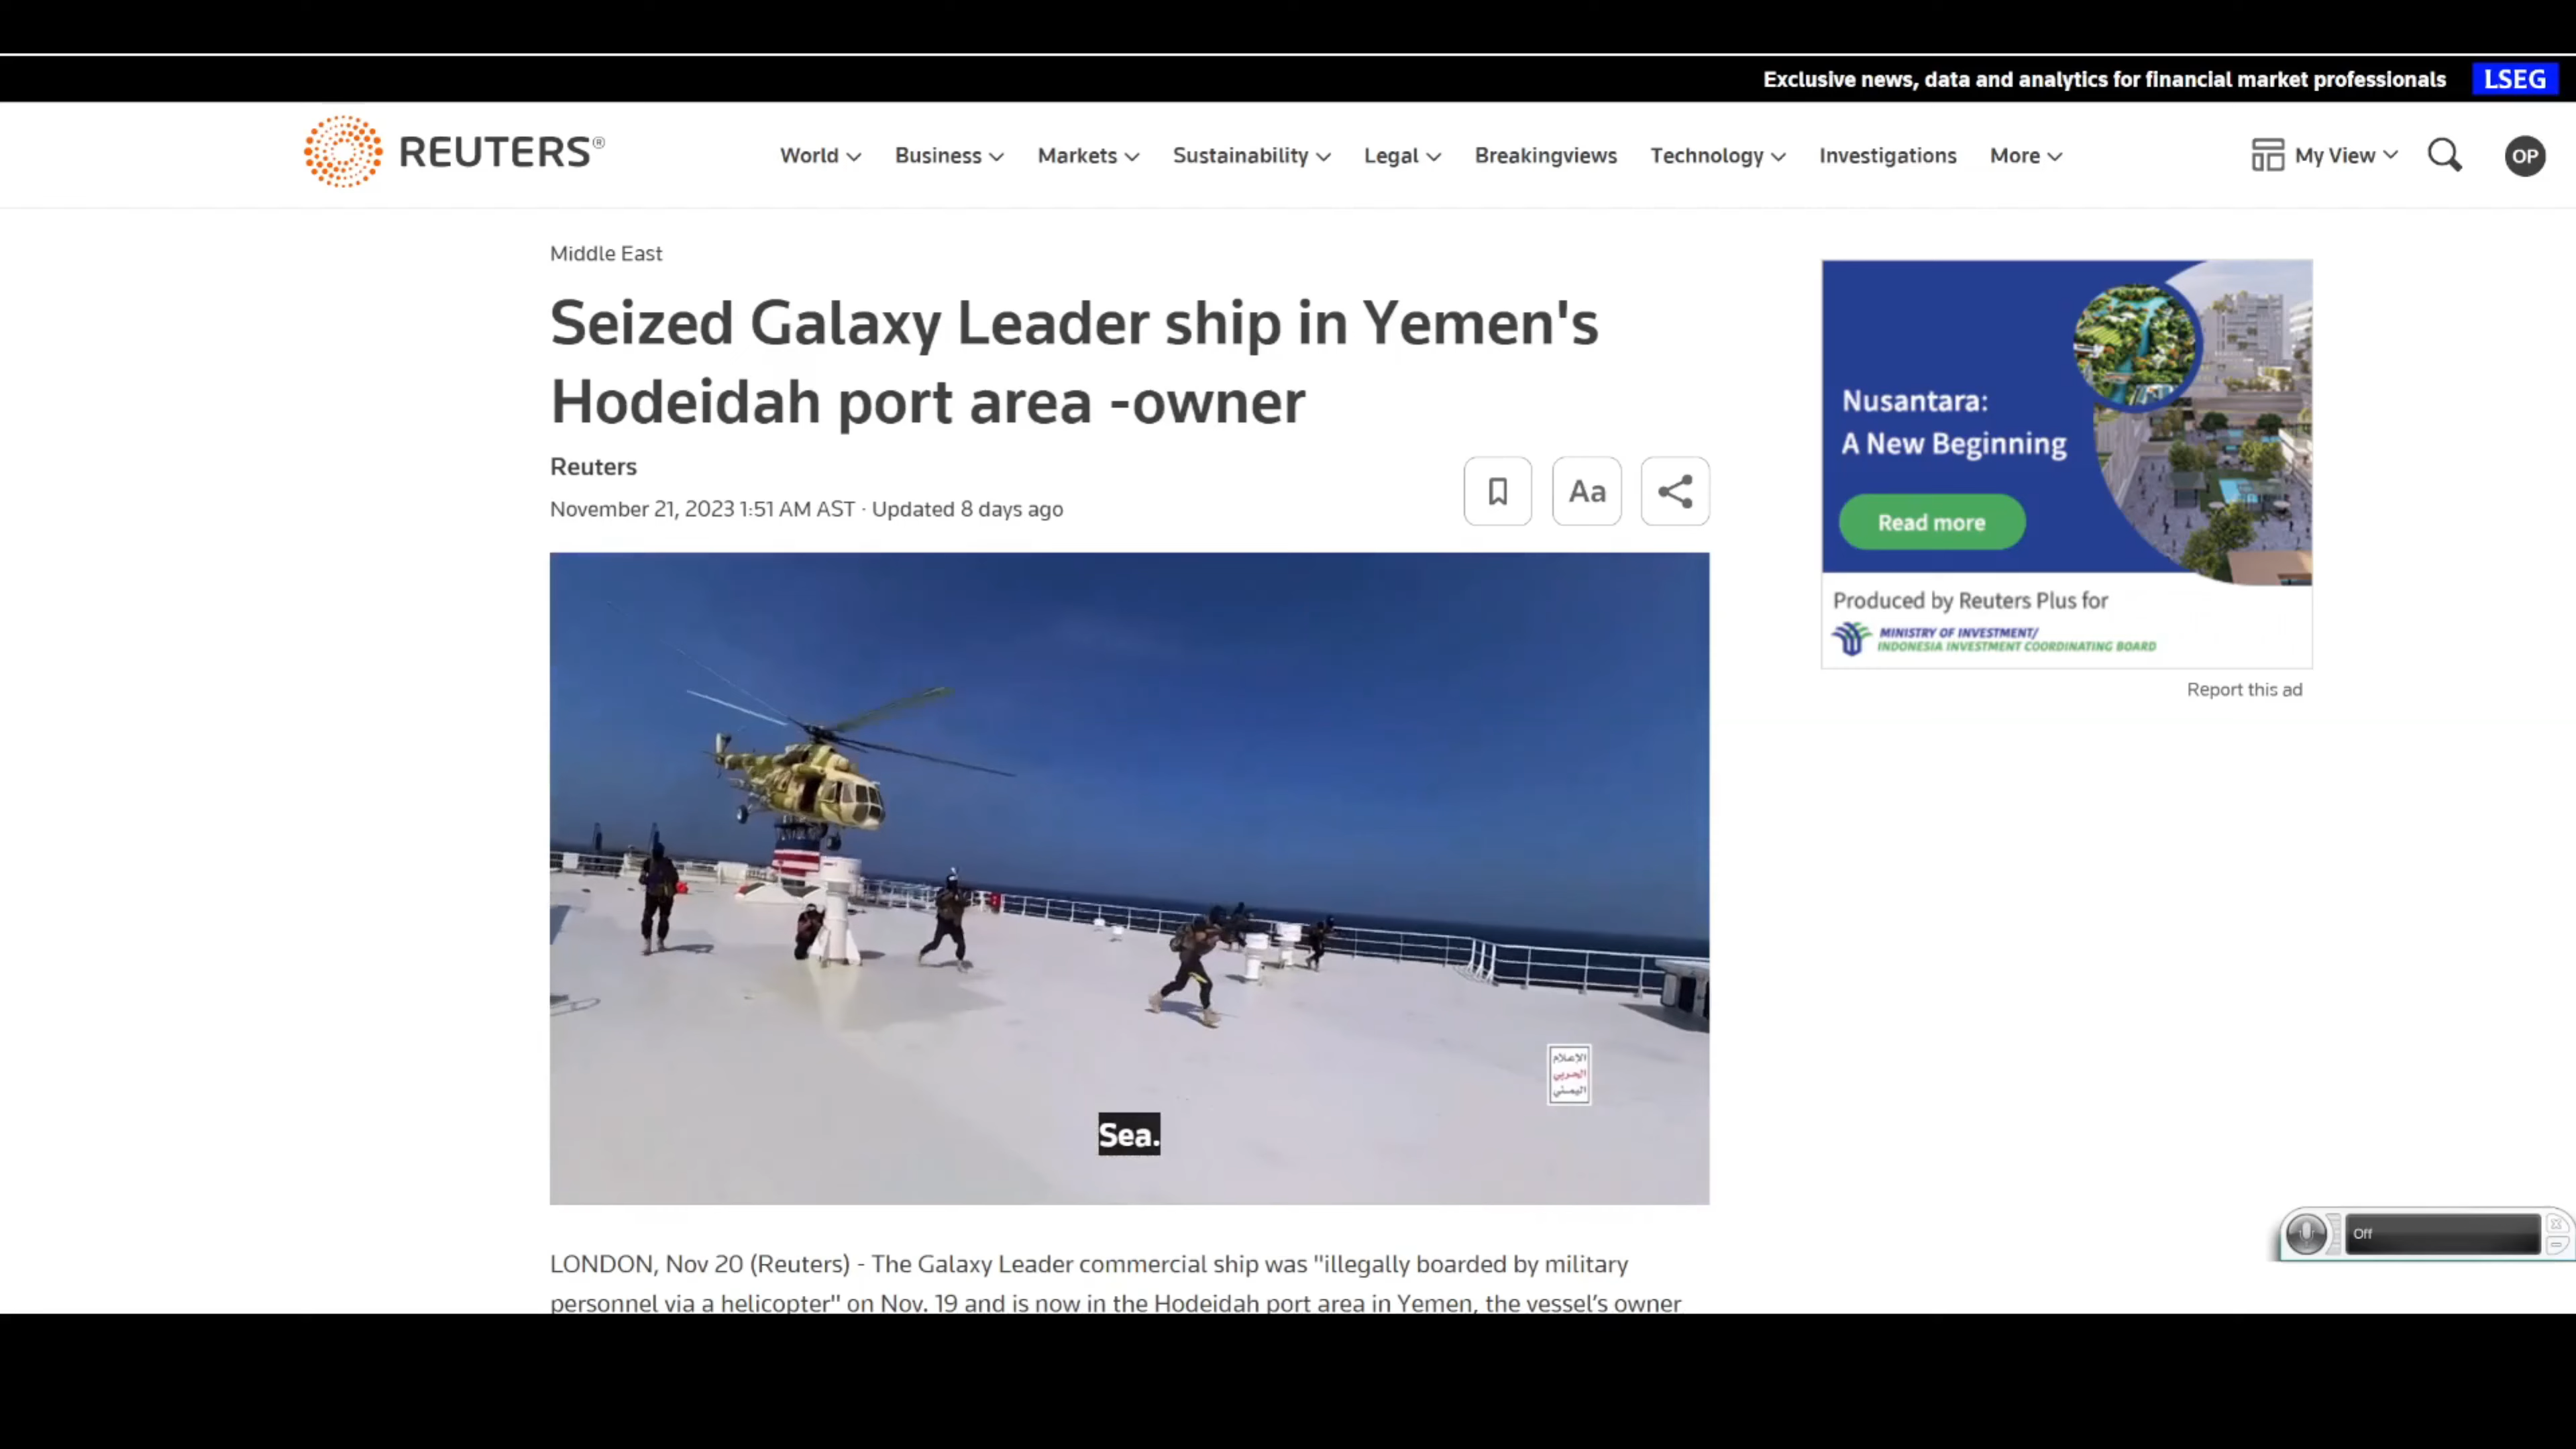 Exclusive news, data and analytics for financial market professionals LSEG
REUTERS®
World Business Markets Sustainability Legal Breakingviews Technology Investigations More
My View OP
Middle East
Seized Galaxy Leader ship in Yemen's
Hodeidah port area -owner
Reuters
November 21, 2023 1:51 AM AST · Updated 8 days ago
Aa
Nusantara:
A New Beginning
Read more
Produced by Reuters Plus for
MINISTRY OF INVESTMENT/
INDONESIA INVESTMENT COORDINATING BOARD
Report this ad
الإعلام
الحربي
اليمني
Sea.
Off
LONDON, Nov 20 (Reuters) - The Galaxy Leader commercial ship was "illegally boarded by military
personnel via a helicopter" on Nov. 19 and is now in the Hodeidah port area in Yemen, the vessel's owner